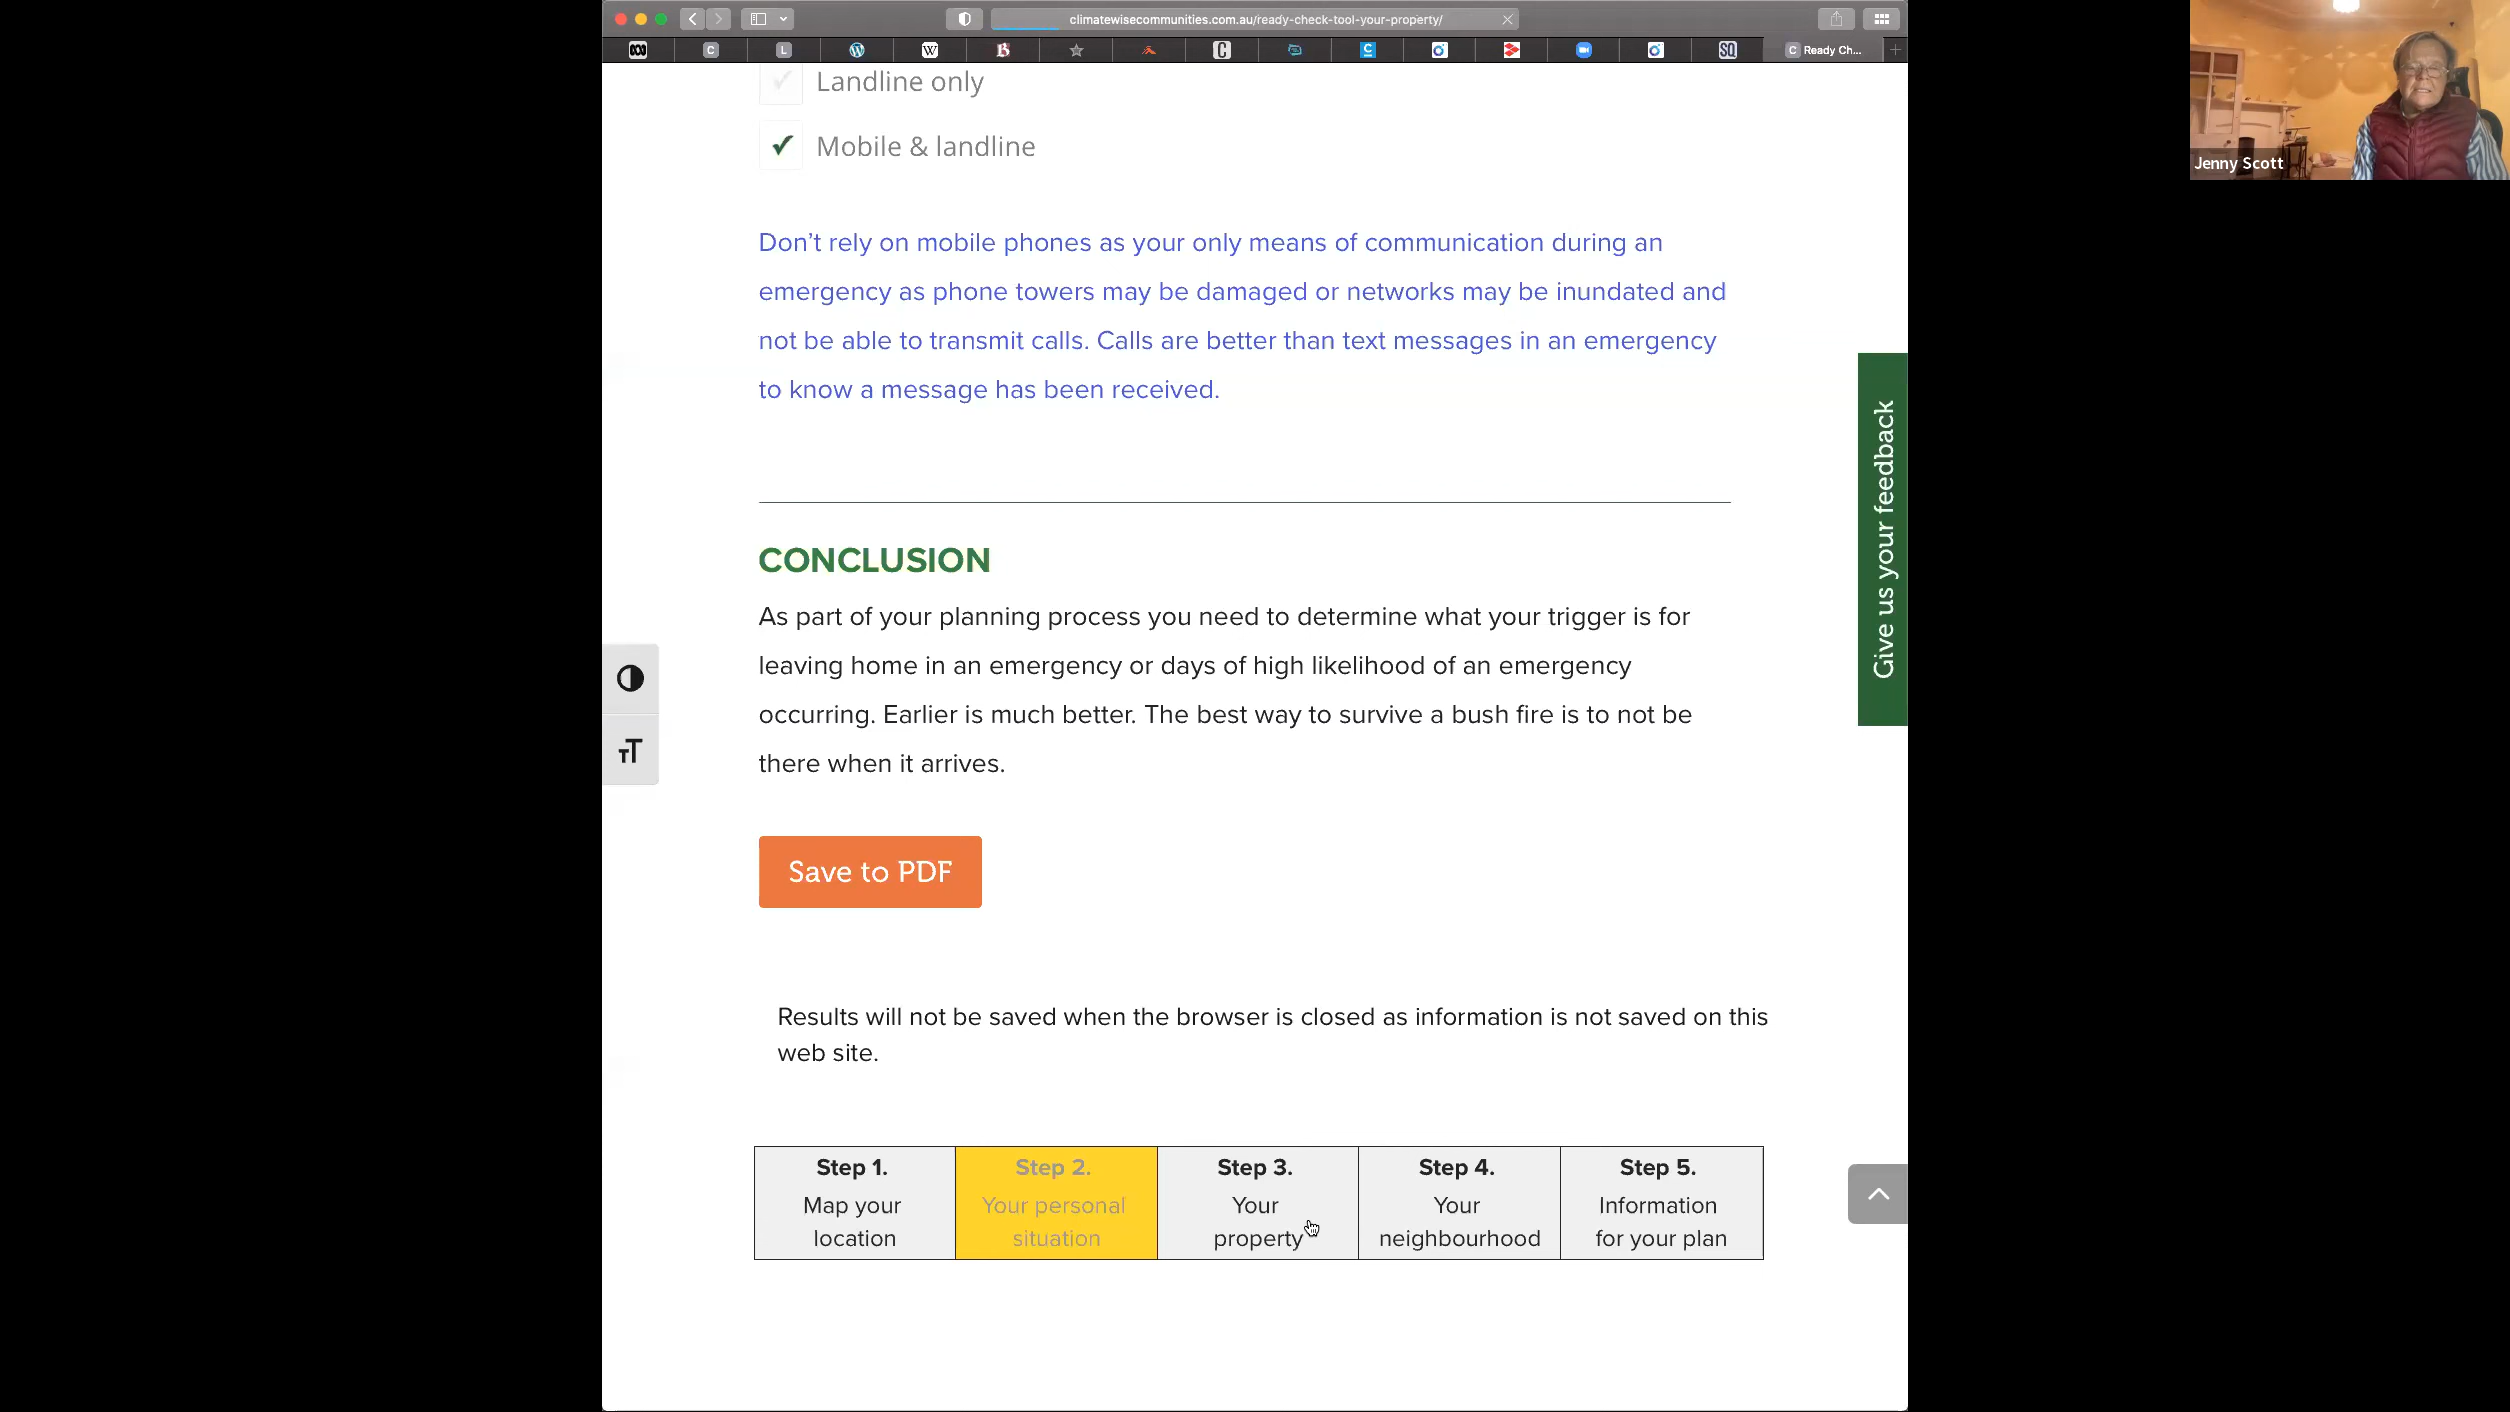 climatewisecommunities.com.au/ready-check-tool-your-property/
C
L
W
C
C
SQ
C Ready Ch...
Jenny Scott
Landline only
Mobile & landline
Don’t rely on mobile phones as your only means of communication during an
emergency as phone towers may be damaged or networks may be inundated and
not be able to transmit calls. Calls are better than text messages in an emergency
to know a message has been received.
Give us your feedback
CONCLUSION
As part of your planning process you need to determine what your trigger is for
leaving home in an emergency or days of high likelihood of an emergency
occurring. Earlier is much better. The best way to survive a bush fire is to not be
there when it arrives.
TT
Save to PDF
Results will not be saved when the browser is closed as information is not saved on this
web site.
Step 1.
Map your
location
Step 2.
Your personal
situation
Step 3.
Your
property
Step 4.
Your
neighbourhood
Step 5.
Information
for your plan